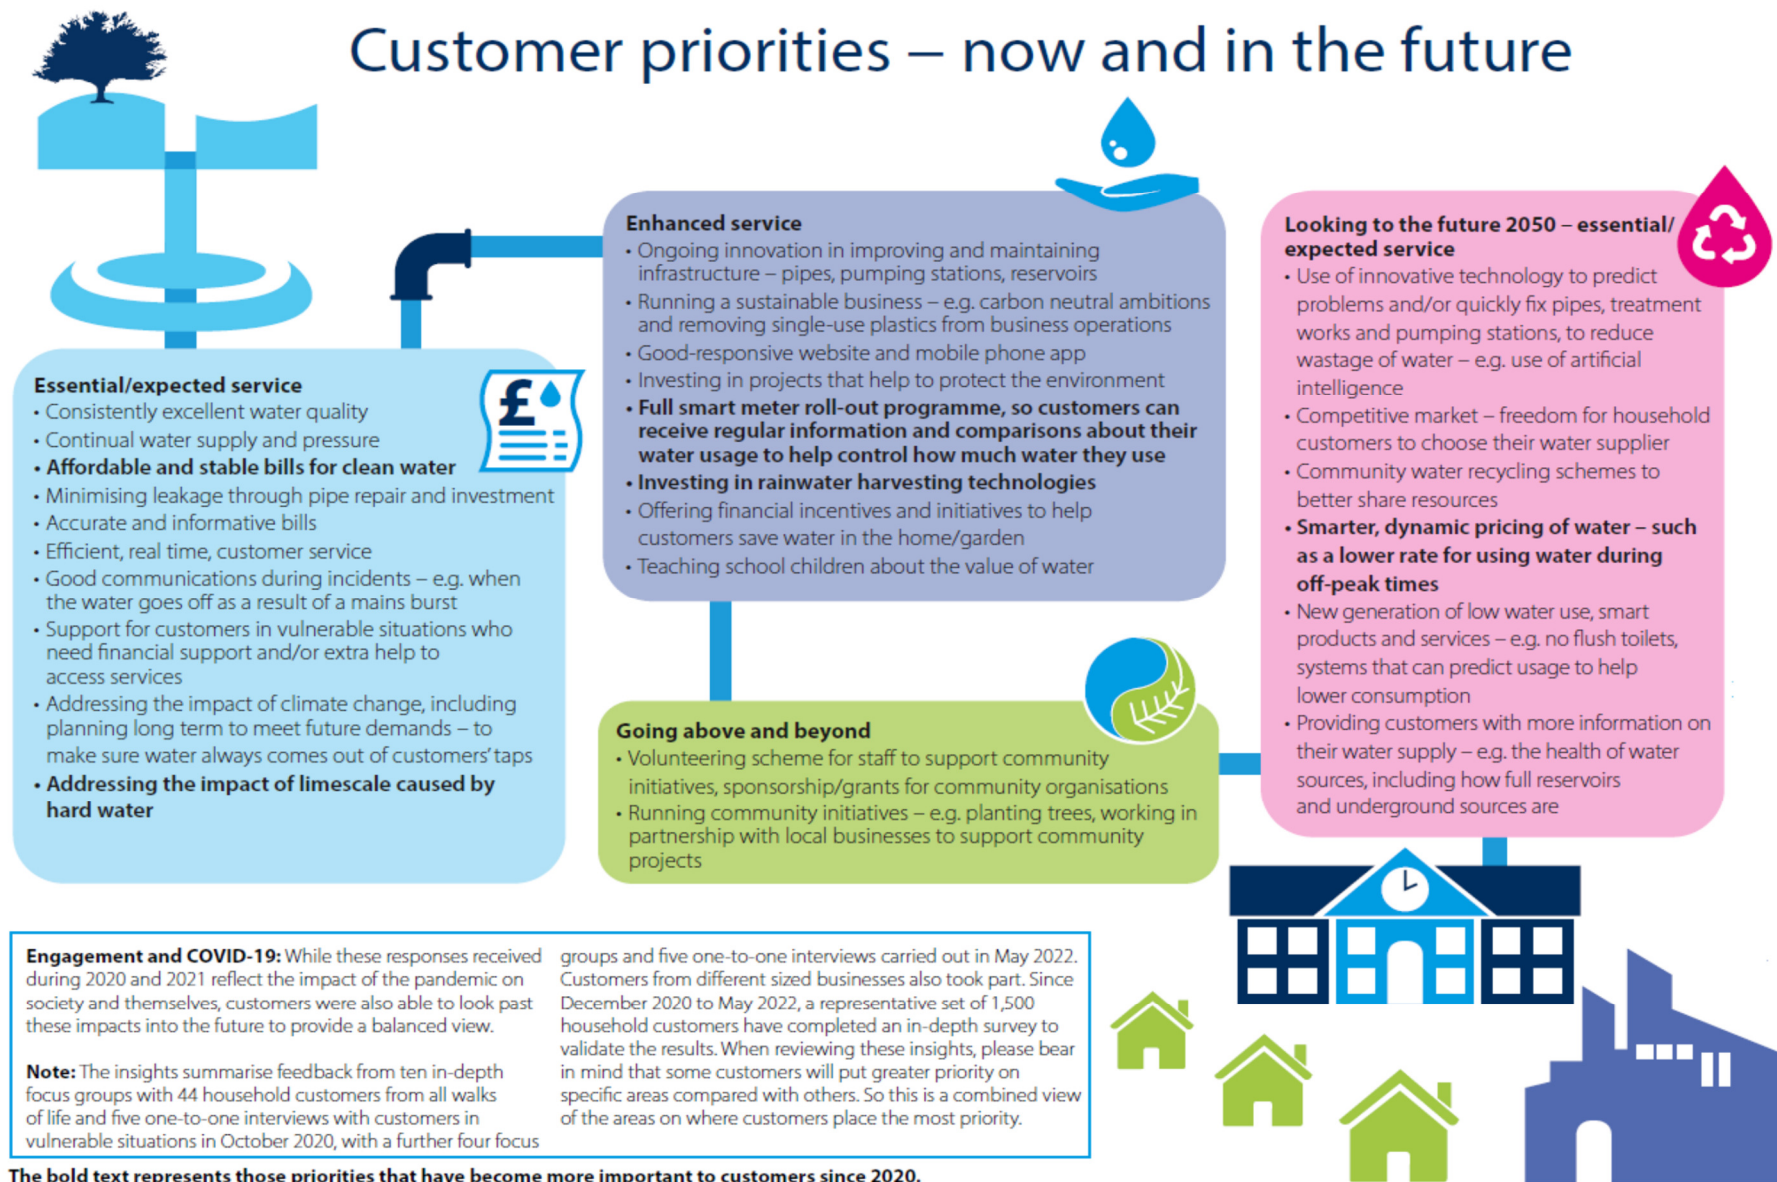 Customer priorities – now and in the future
Essential/expected service
• Consistently excellent water quality
• Continual water supply and pressure
• Affordable and stable bills for clean water
• Minimising leakage through pipe repair and investment
• Accurate and informative bills
• Efficient, real time, customer service
• Good communications during incidents – e.g. when
the water goes off as a result of a mains burst
• Support for customers in vulnerable situations who
need financial support and/or extra help to
access services
• Addressing the impact of climate change, including
planning long term to meet future demands – to
make sure water always comes out of customers' taps
• Addressing the impact of limescale caused by
hard water
£
Enhanced service
• Ongoing innovation in improving and maintaining
infrastructure – pipes, pumping stations, reservoirs
• Running a sustainable business – e.g. carbon neutral ambitions
and removing single-use plastics from business operations
• Good-responsive website and mobile phone app
• Investing in projects that help to protect the environment
• Full smart meter roll-out programme, so customers can
receive regular information and comparisons about their
water usage to help control how much water they use
• Investing in rainwater harvesting technologies
• Offering financial incentives and initiatives to help
customers save water in the home/garden
• Teaching school children about the value of water
Going above and beyond
• Volunteering scheme for staff to support community
initiatives, sponsorship/grants for community organisations
• Running community initiatives – e.g. planting trees, working in
partnership with local businesses to support community
projects
Looking to the future 2050 – essential/
expected service
• Use of innovative technology to predict
problems and/or quickly fix pipes, treatment
works and pumping stations, to reduce
wastage of water – e.g. use of artificial
intelligence
• Competitive market – freedom for household
customers to choose their water supplier
• Community water recycling schemes to
better share resources
• Smarter, dynamic pricing of water – such
as a lower rate for using water during
off-peak times
• New generation of low water use, smart
products and services – e.g. no flush toilets,
systems that can predict usage to help
lower consumption
• Providing customers with more information on
their water supply – e.g. the health of water
sources, including how full reservoirs
and underground sources are
Engagement and COVID-19: While these responses received
during 2020 and 2021 reflect the impact of the pandemic on
society and themselves, customers were also able to look past
these impacts into the future to provide a balanced view.
Note: The insights summarise feedback from ten in-depth
focus groups with 44 household customers from all walks
of life and five one-to-one interviews with customers in
vulnerable situations in October 2020, with a further four focus
groups and five one-to-one interviews carried out in May 2022.
Customers from different sized businesses also took part. Since
December 2020 to May 2022, a representative set of 1,500
household customers have completed an in-depth survey to
validate the results. When reviewing these insights, please bear
in mind that some customers will put greater priority on
specific areas compared with others. So this is a combined view
of the areas on where customers place the most priority.
The bold text represents those priorities that have become more important to customers since 2020.